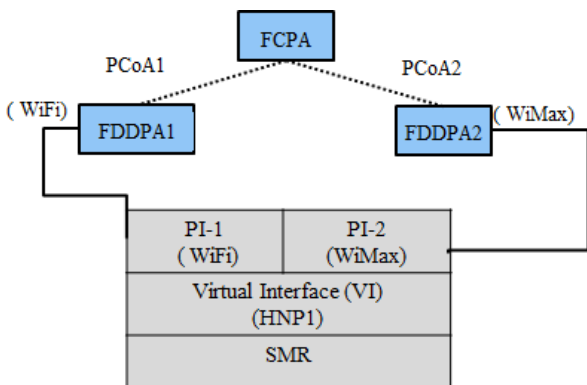 FCPA
PCoA1
PCoA2
( WiFi)
( WiMax)
FDDPA1
FDDPA2
PI-1
( WiFi)
PI-2
(WiMax)
Virtual Interface (VI)
(HNP1)
SMR